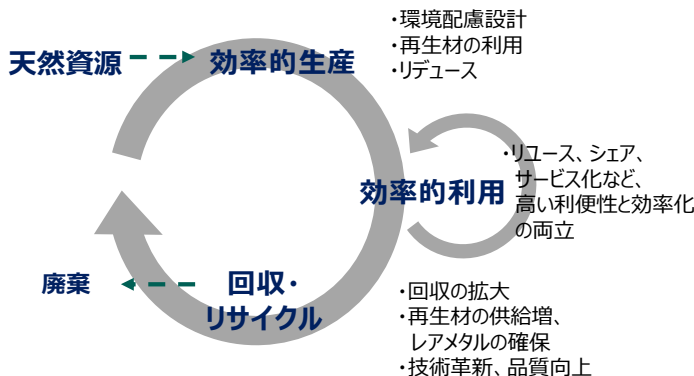 天然資源
効率的生産
・環境配慮設計
・再生材の利用
・リデュース
効率的利用
・リユース、シェア、
サービス化など、
高い利便性と効率化
の両立
廃棄
回収・
リサイクル
・回収の拡大
・再生材の供給増、
レアメタルの確保
・技術革新、品質向上